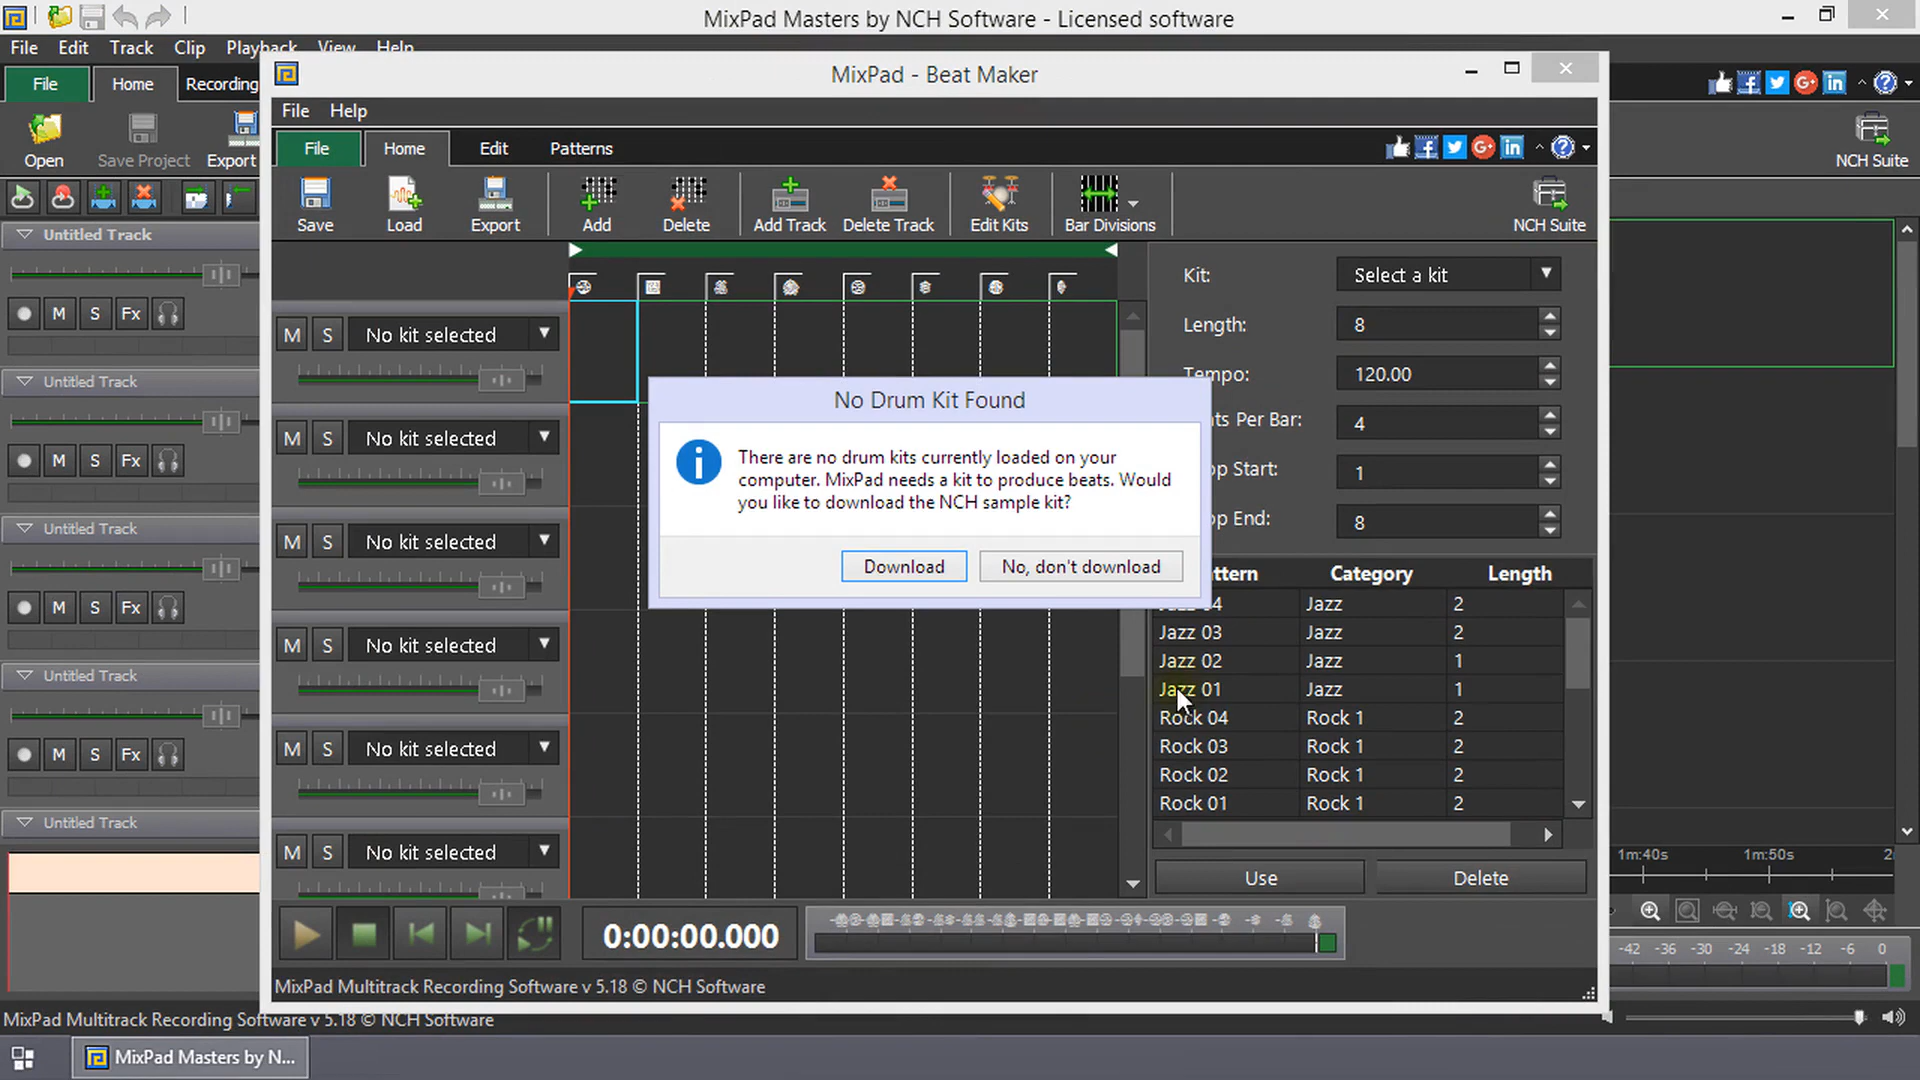 MixPad Masters by NCH Software - Licensed software
File Edit Track Clip Playback View Help
File Home Recording
Open Save Project Export
NCH Suite
Untitled Track
M S Fx
Untitled Track
M S Fx
Untitled Track
M S Fx
Untitled Track
M S Fx
Untitled Track
MixPad - Beat Maker
File Help
File Home Edit Patterns
Save Load Export Add Delete Add Track Delete Track Edit Kits Bar Divisions NCH Suite
M S No kit selected
M S No kit selected
M S No kit selected
M S No kit selected
M S No kit selected
M S No kit selected
Kit: Select a kit
Length: 8
Tempo: 120.00
Per Bar: 4
Start: 1
End: 8
No Drum Kit Found
There are no drum kits currently loaded on your
computer. MixPad needs a kit to produce beats. Would
you like to download the NCH sample kit?
Download No, don't download
Category Length
Jazz 2
Jazz 03 Jazz 2
Jazz 02 Jazz 1
Jazz 01 Jazz 1
Rock 04 Rock 1 2
Rock 03 Rock 1 2
Rock 02 Rock 1 2
Rock 01 Rock 1 2
Use Delete
0:00:00.000
MixPad Multitrack Recording Software v 5.18 © NCH Software
1m:40s 1m:50s
-42 -36 -30 -24 -18 -12 -6 0
MixPad Multitrack Recording Software v 5.18 © NCH Software
MixPad Masters by N...